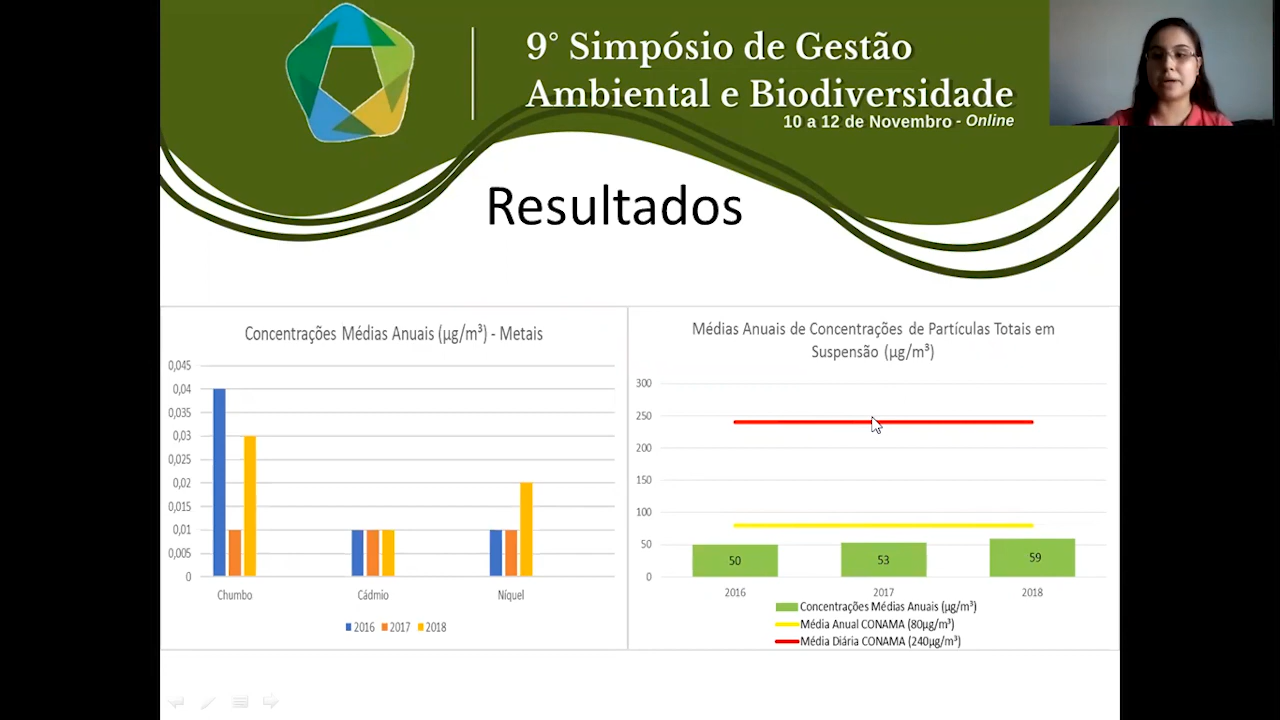 9° Simpósio de Gestão
Ambiental e Biodiversidade
10 a 12 de Novembro - Online
Resultados
Concentrações Médias Anuais (µg/m³) - Metais
0,045
0,04
0,035
0,03
0,025
0,02
0,015
0,01
0,005
0
Chumbo Cádmio Níquel
2016 2017 2018
Médias Anuais de Concentrações de Partículas Totais em
Suspensão (µg/m³)
300
250
200
150
100
50
0
50 53 59
2016 2017 2018
Concentrações Médias Anuais (µg/m³)
Média Anual CONAMA (80µg/m³)
Média Diária CONAMA (240µg/m³)